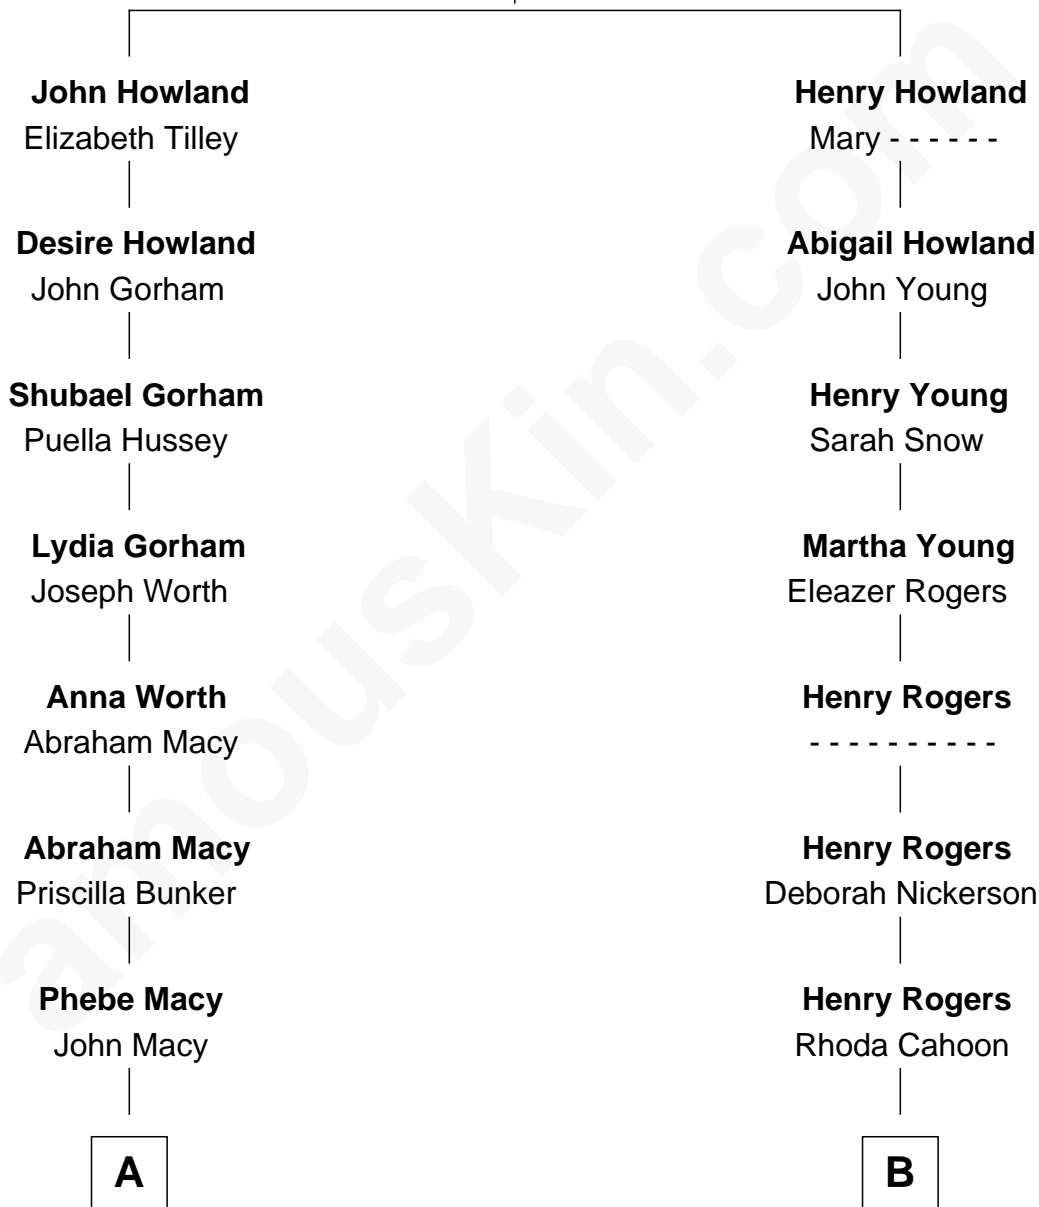 John Howland
Elizabeth Tilley
Henry Howland
Mary - - - - - -
Desire Howland
John Gorham
Abigail Howland
John Young
Shubael Gorham
Puella Hussey
Henry Young
Sarah Snow
Lydia Gorham
Joseph Worth
Martha Young
Eleazer Rogers
Anna Worth
Abraham Macy
Henry Rogers
- - - - - - - - - -
Abraham Macy
Priscilla Bunker
Henry Rogers
Deborah Nickerson
Phebe Macy
John Macy
Henry Rogers
Rhoda Cahoon
A
B
amouskin.com